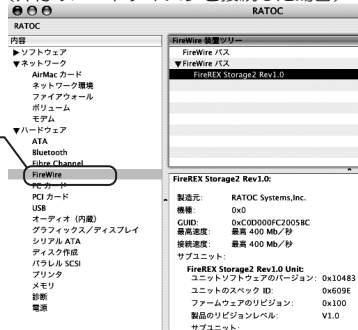 RATOC
RATOC
内容
▶ソフトウェア
▼ネットワーク
AirMac カード
ネットワーク環境
ファイアウォール
ボリューム
モデム
▼ハードウェア
ATA
Bluetooth
Fibre Channel
FireWire
PC カード
PCI カード
USB
オーディオ（内蔵）
グラフィックス／ディスプレイ
シリアル ATA
ディスク作成
パラレル SCSI
プリンタ
メモリ
診断
電源
FireWire 装置ツリー
FireWire バス
▼FireWire バス
FireREX Storage2 Rev1.0
FireREX Storage2 Rev1.0:
製造元: RATOC Systems,Inc.
機種: 0x0
GUID: 0xC0D000FC2005BC
最高速度: 最高 400 Mb／秒
接続速度: 最高 400 Mb／秒
サブユニット:
FireREX Storage2 Rev1.0 Unit:
ユニットソフトウェアのバージョン: 0x10483
ユニットのスペック ID: 0x609E
ファームウェアのリビジョン: 0x100
製品のリビジョンレベル: V1.0
サブユニット: